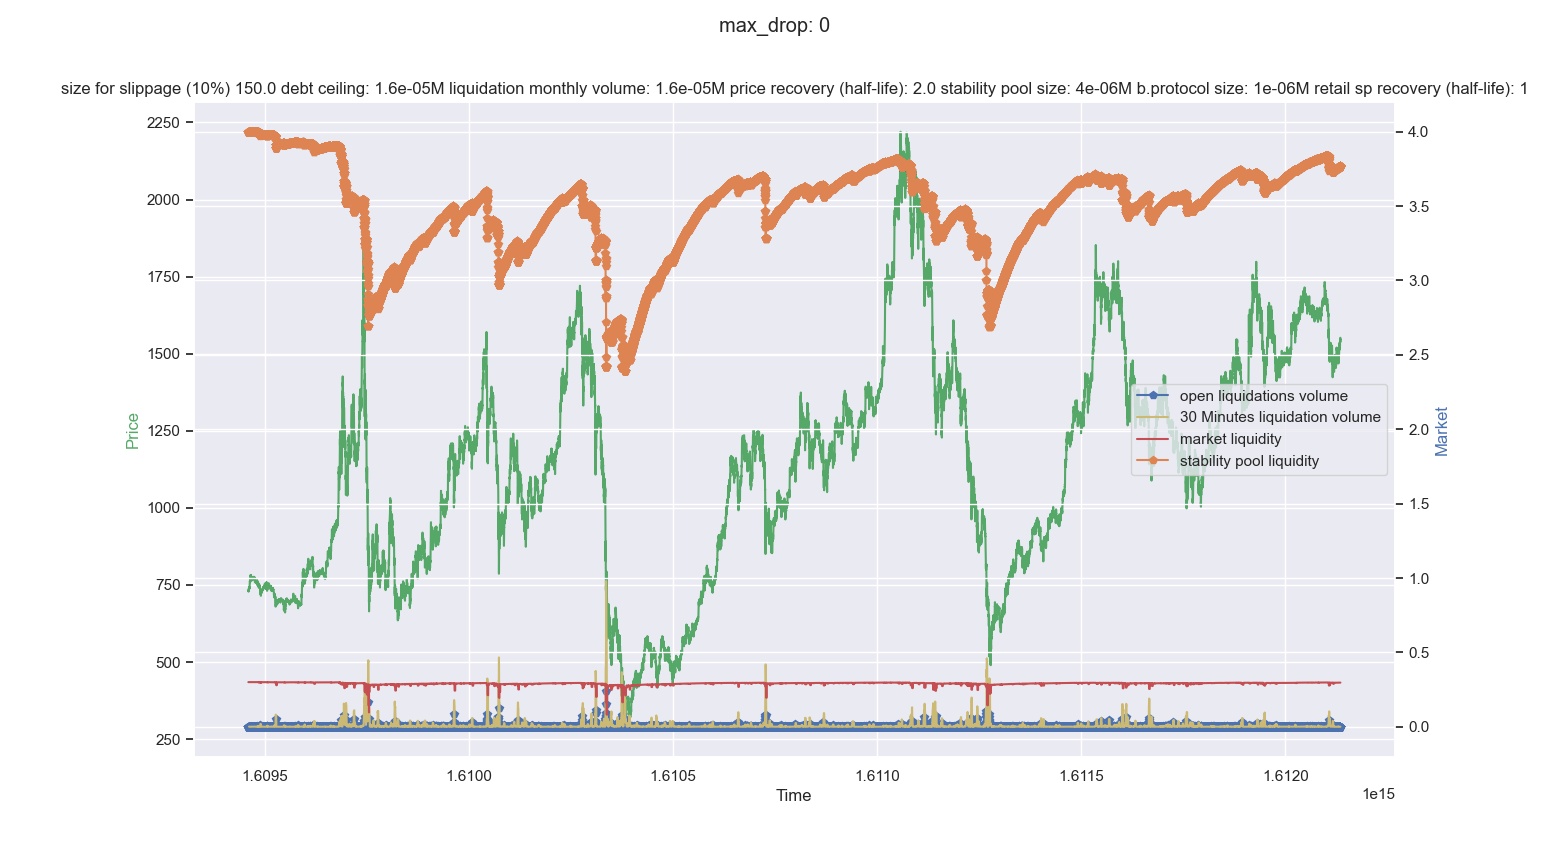 max_drop: 0
size for slippage (10%) 150.0 debt ceiling: 1.6e-05M liquidation monthly volume: 1.6e-05M price recovery (half-life): 2.0 stability pool size: 4e-06M b.protocol size: 1e-06M retail sp recovery (half-life): 1
2250
2000
1750
1500
1250
1000
750
500
250
Price
4.0
3.5
3.0
2.5
2.0
1.5
1.0
0.5
0.0
Market
open liquidations volume
30 Minutes liquidation volume
market liquidity
stability pool liquidity
1.6095
1.6100
1.6105
1.6110
1.6115
1.6120
Time
1e15